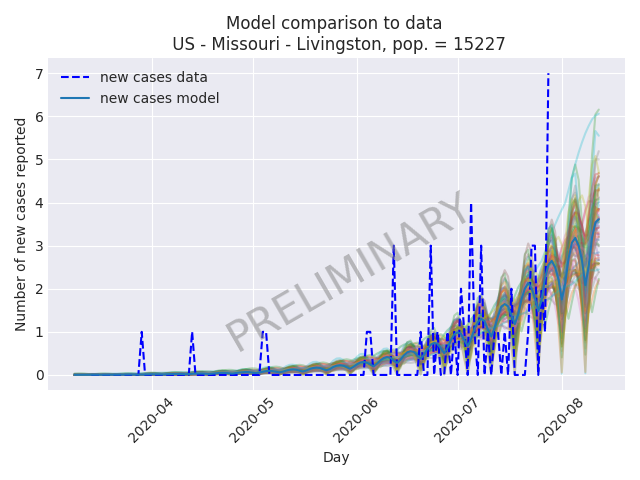 Model comparison to data
US - Missouri - Livingston, pop. = 15227
7
6
5
4
3
2
1
0
Number of new cases reported
new cases data
new cases model
PRELIMINARY
2020-04
2020-05
2020-06
2020-07
2020-08
Day